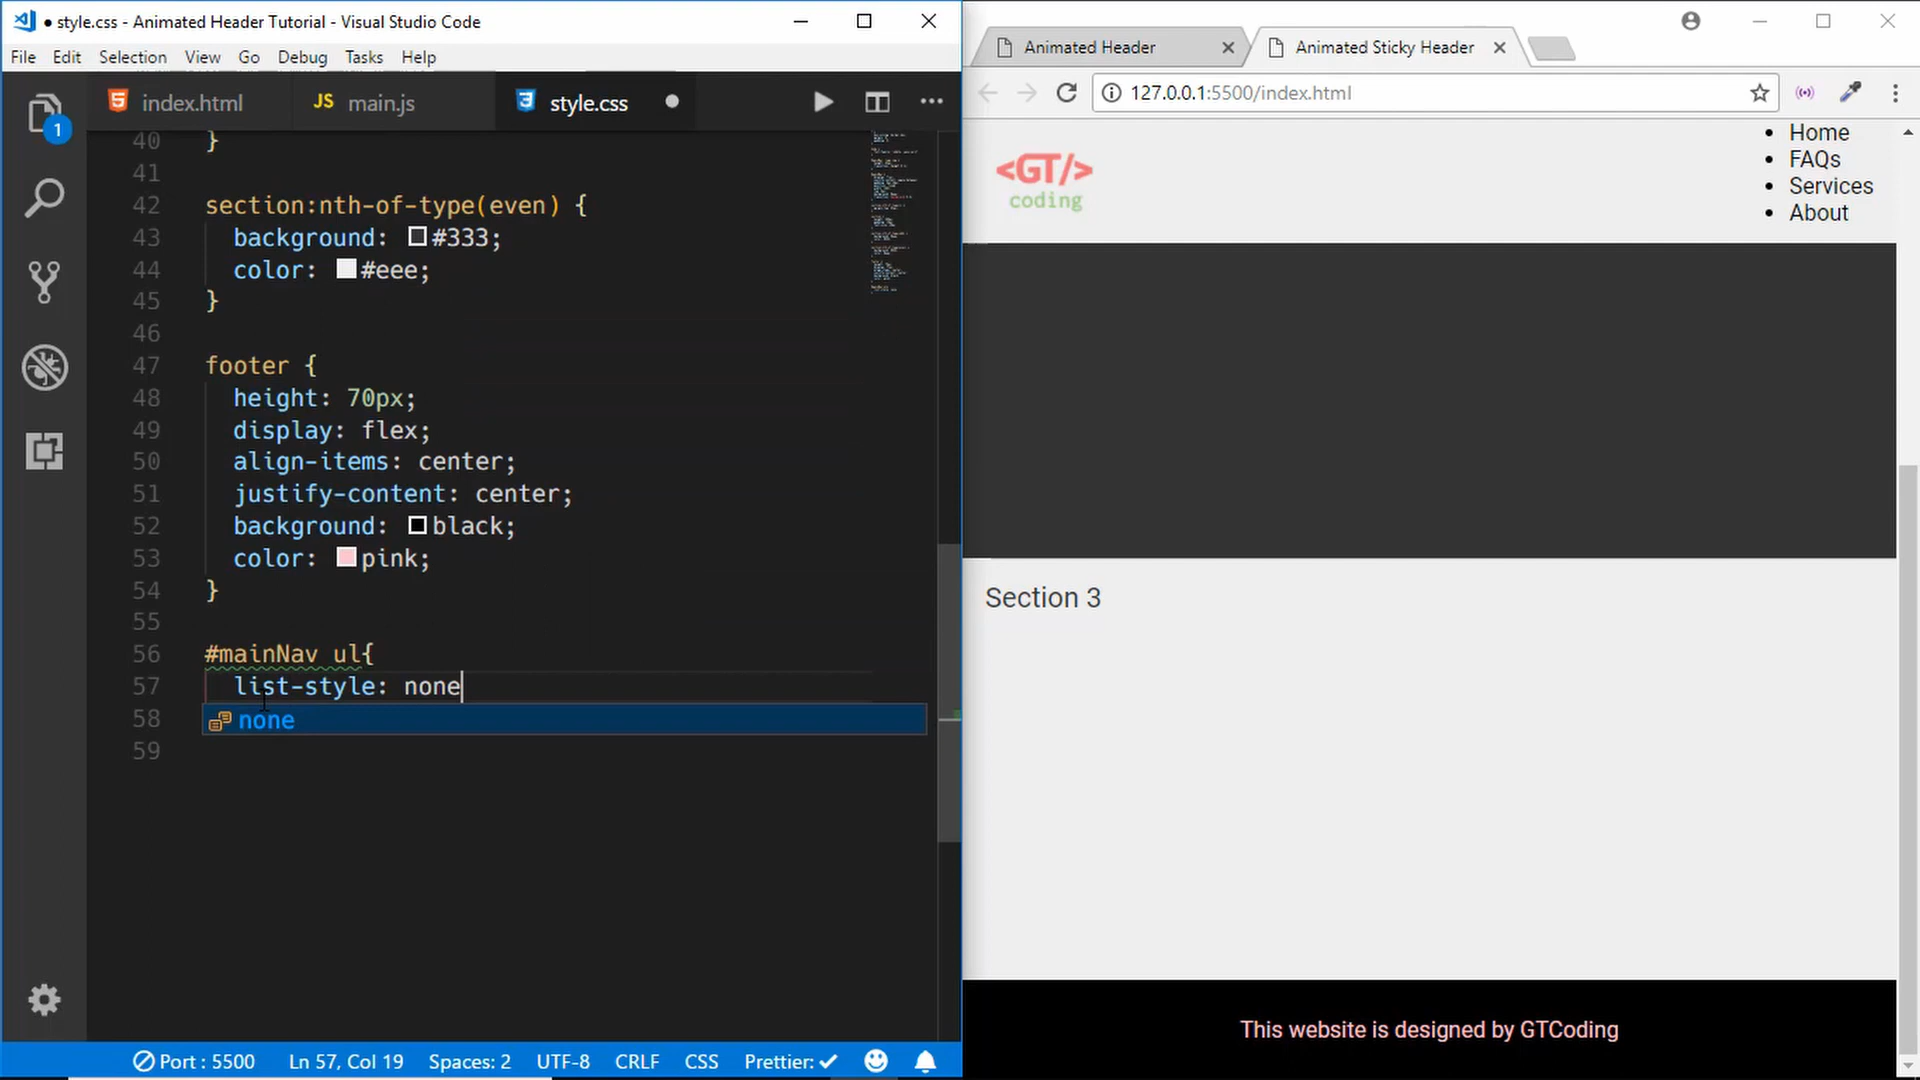 style.css - Animated Header Tutorial - Visual Studio Code
File Edit Selection View Go Debug Tasks Help
1
index.html
JS main.js
style.css
40 }
41
42 section:nth-of-type(even) {
43 background: #333;
44 color: #eee;
45 }
46
47 footer {
48 height: 70px;
49 display: flex;
50 align-items: center;
51 justify-content: center;
52 background: black;
53 color: pink;
54 }
55
56 #mainNav ul{
57 list-style: none
58
none
59
Port : 5500 Ln 57, Col 19 Spaces: 2 UTF-8 CRLF CSS Prettier: ✓
Animated Header
Animated Sticky Header
127.0.0.1:5500/index.html
<GT/>
coding
• Home
• FAQs
• Services
• About
Section 3
This website is designed by GTCoding